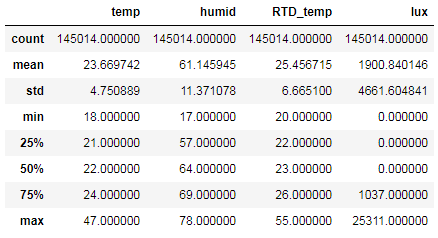 temp humid RTD_temp lux
count 145014.000000 145014.000000 145014.000000 145014.000000
mean 23.669742 61.145945 25.456715 1900.840146
std 4.750889 11.371078 6.665100 4661.604841
min 18.000000 17.000000 20.000000 0.000000
25% 21.000000 57.000000 22.000000 0.000000
50% 22.000000 64.000000 23.000000 0.000000
75% 24.000000 69.000000 26.000000 1037.000000
max 47.000000 78.000000 55.000000 25311.000000